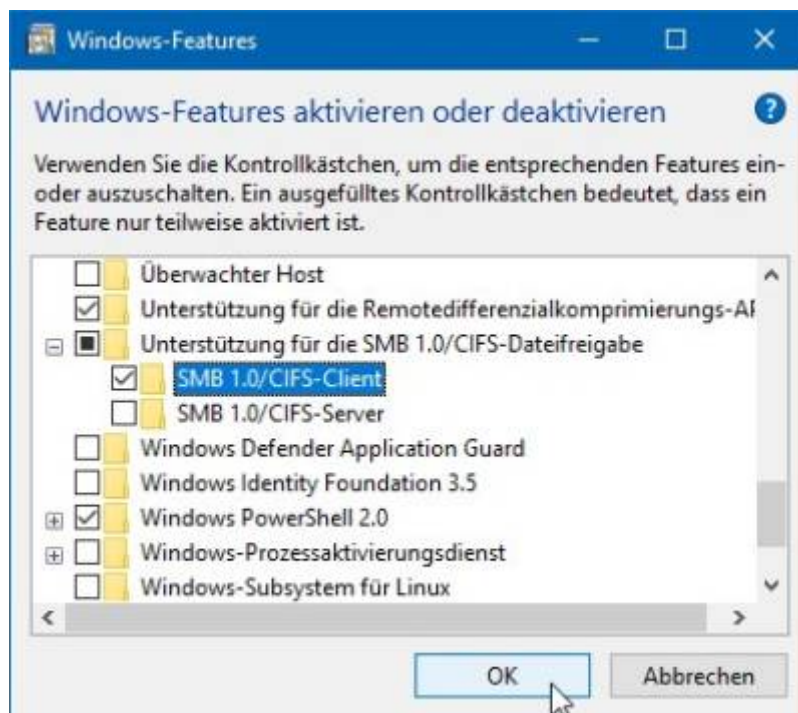 Windows-Features
Windows-Features aktivieren oder deaktivieren
Verwenden Sie die Kontrollkästchen, um die entsprechenden Features ein-
oder auszuschalten. Ein ausgefülltes Kontrollkästchen bedeutet, dass ein
Feature nur teilweise aktiviert ist.
Überwachter Host
Unterstützung für die Remotedifferenzialkomprimierungs-AP
Unterstützung für die SMB 1.0/CIFS-Dateifreigabe
SMB 1.0/CIFS-Client
SMB 1.0/CIFS-Server
Windows Defender Application Guard
Windows Identity Foundation 3.5
Windows PowerShell 2.0
Windows-Prozessaktivierungsdienst
Windows-Subsystem für Linux
OK
Abbrechen